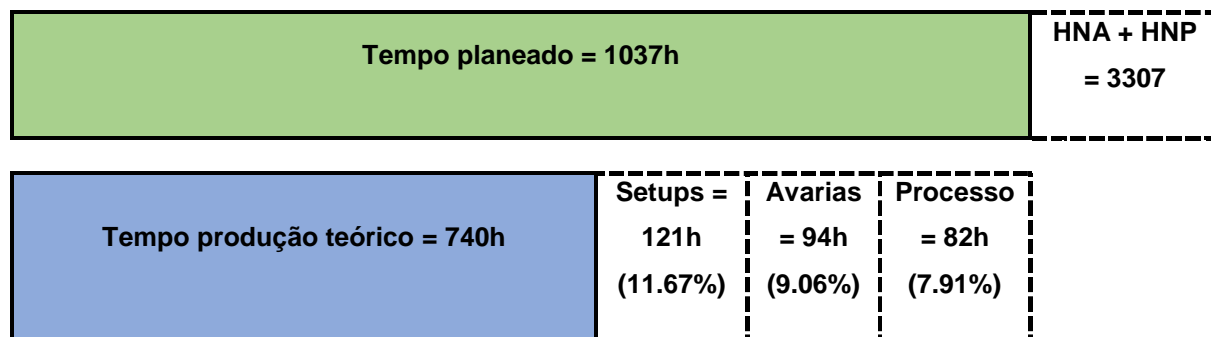 Tempo planeado = 1037h
HNA + HNP
= 3307
Tempo produção teórico = 740h
Setups =
121h
(11.67%)
Avarias
= 94h
(9.06%)
Processo
= 82h
(7.91%)